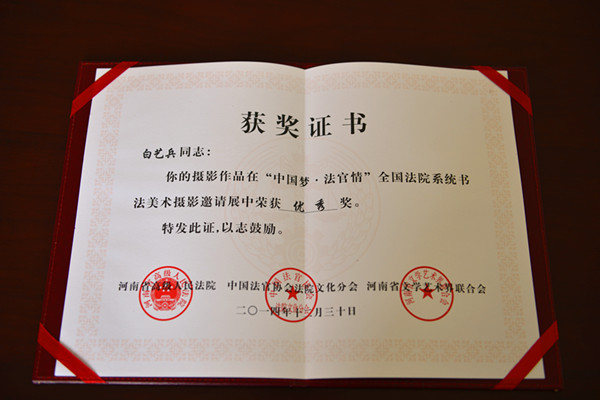 获奖证书
白艺兵同志：
你的摄影作品在“中国梦·法官情”全国法院系统书
法美术摄影邀请展中荣获 优秀 奖。
特发此证，以志鼓励。
河南省高级人民法院 中国法官协会法院文化分会 河南省文学艺术界联合会
二〇一四年十二月三十日